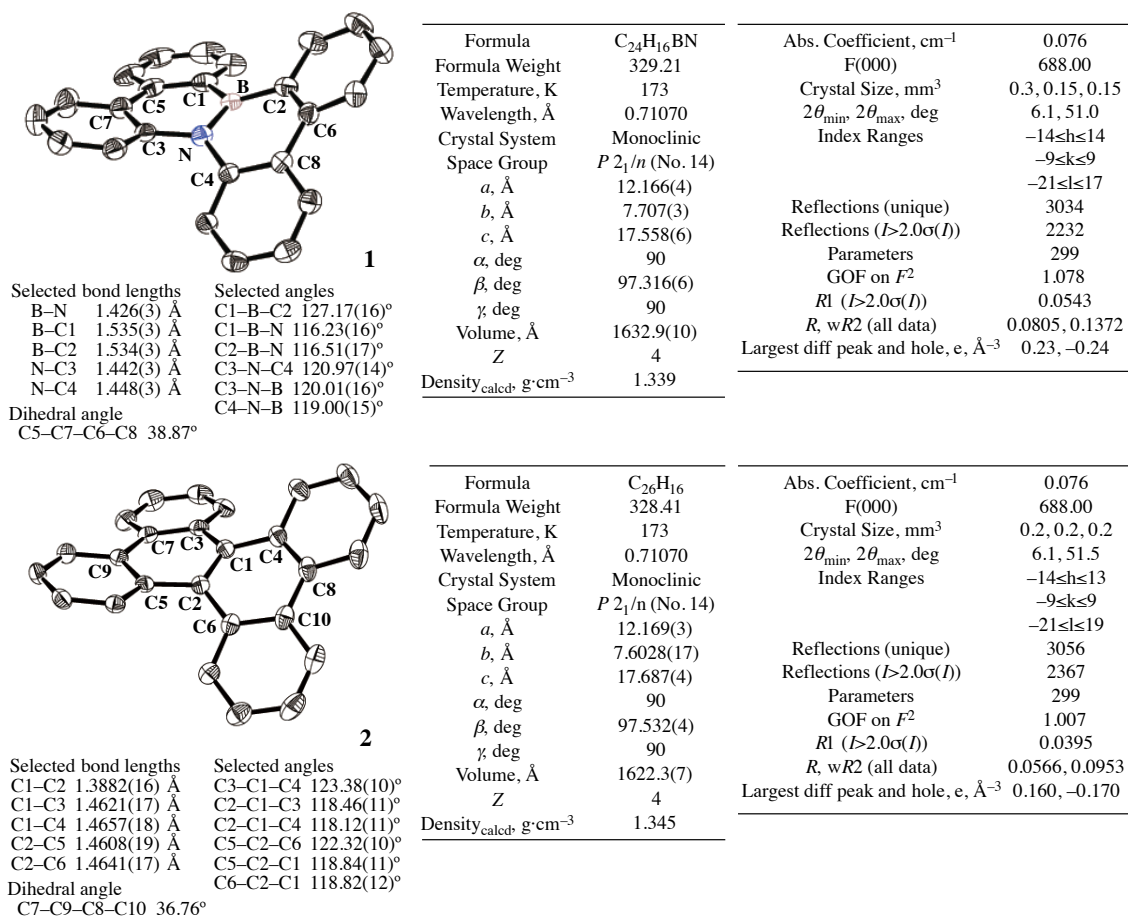 C5
C1
B
C2
C7
C6
C3
N
C4
C8
1
Selected bond lengths
B–N 1.426(3) Å
B–C1 1.535(3) Å
B–C2 1.534(3) Å
N–C3 1.442(3) Å
N–C4 1.448(3) Å
Dihedral angle
C5–C7–C6–C8 38.87º
Selected angles
C1–B–C2 127.17(16)º
C1–B–N 116.23(16)º
C2–B–N 116.51(17)º
C3–N–C4 120.97(14)º
C3–N–B 120.01(16)º
C4–N–B 119.00(15)º
Formula C₂₄H₁₆BN
Formula Weight 329.21
Temperature, K 173
Wavelength, Å 0.71070
Crystal System Monoclinic
Space Group P 2₁/n (No. 14)
a, Å 12.166(4)
b, Å 7.707(3)
c, Å 17.558(6)
α, deg 90
β, deg 97.316(6)
γ, deg 90
Volume, Å 1632.9(10)
Z 4
Density_calcd, g·cm⁻³ 1.339
Abs. Coefficient, cm⁻¹ 0.076
F(000) 688.00
Crystal Size, mm³ 0.3, 0.15, 0.15
2θ_min, 2θ_max, deg 6.1, 51.0
Index Ranges –14≤h≤14
–9≤k≤9
–21≤l≤17
Reflections (unique) 3034
Reflections (I>2.0σ(I)) 2232
Parameters 299
GOF on F² 1.078
R1 (I>2.0σ(I)) 0.0543
R, wR2 (all data) 0.0805, 0.1372
Largest diff peak and hole, e, Å⁻³ 0.23, –0.24
C7
C3
C4
C9
C1
C8
C5
C2
C10
C6
2
Selected bond lengths
C1–C2 1.3882(16) Å
C1–C3 1.4621(17) Å
C1–C4 1.4657(18) Å
C2–C5 1.4608(19) Å
C2–C6 1.4641(17) Å
Dihedral angle
C7–C9–C8–C10 36.76º
Selected angles
C3–C1–C4 123.38(10)º
C2–C1–C3 118.46(11)º
C2–C1–C4 118.12(11)º
C5–C2–C6 122.32(10)º
C5–C2–C1 118.84(11)º
C6–C2–C1 118.82(12)º
Formula C₂₆H₁₆
Formula Weight 328.41
Temperature, K 173
Wavelength, Å 0.71070
Crystal System Monoclinic
Space Group P 2₁/n (No. 14)
a, Å 12.169(3)
b, Å 7.6028(17)
c, Å 17.687(4)
α, deg 90
β, deg 97.532(4)
γ, deg 90
Volume, Å 1622.3(7)
Z 4
Density_calcd, g·cm⁻³ 1.345
Abs. Coefficient, cm⁻¹ 0.076
F(000) 688.00
Crystal Size, mm³ 0.2, 0.2, 0.2
2θ_min, 2θ_max, deg 6.1, 51.5
Index Ranges –14≤h≤13
–9≤k≤9
–21≤l≤19
Reflections (unique) 3056
Reflections (I>2.0σ(I)) 2367
Parameters 299
GOF on F² 1.007
R1 (I>2.0σ(I)) 0.0395
R, wR2 (all data) 0.0566, 0.0953
Largest diff peak and hole, e, Å⁻³ 0.160, –0.170